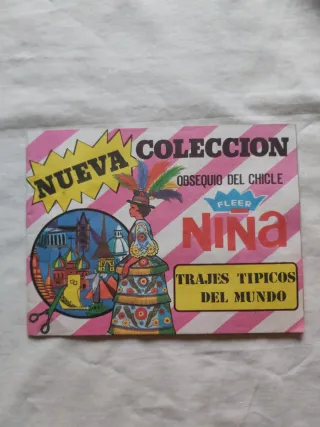 NUEVA
COLECCION
OBSEQUIO DEL CHICLE
FLEER
NIÑA
TRAJES TIPICOS
DEL MUNDO